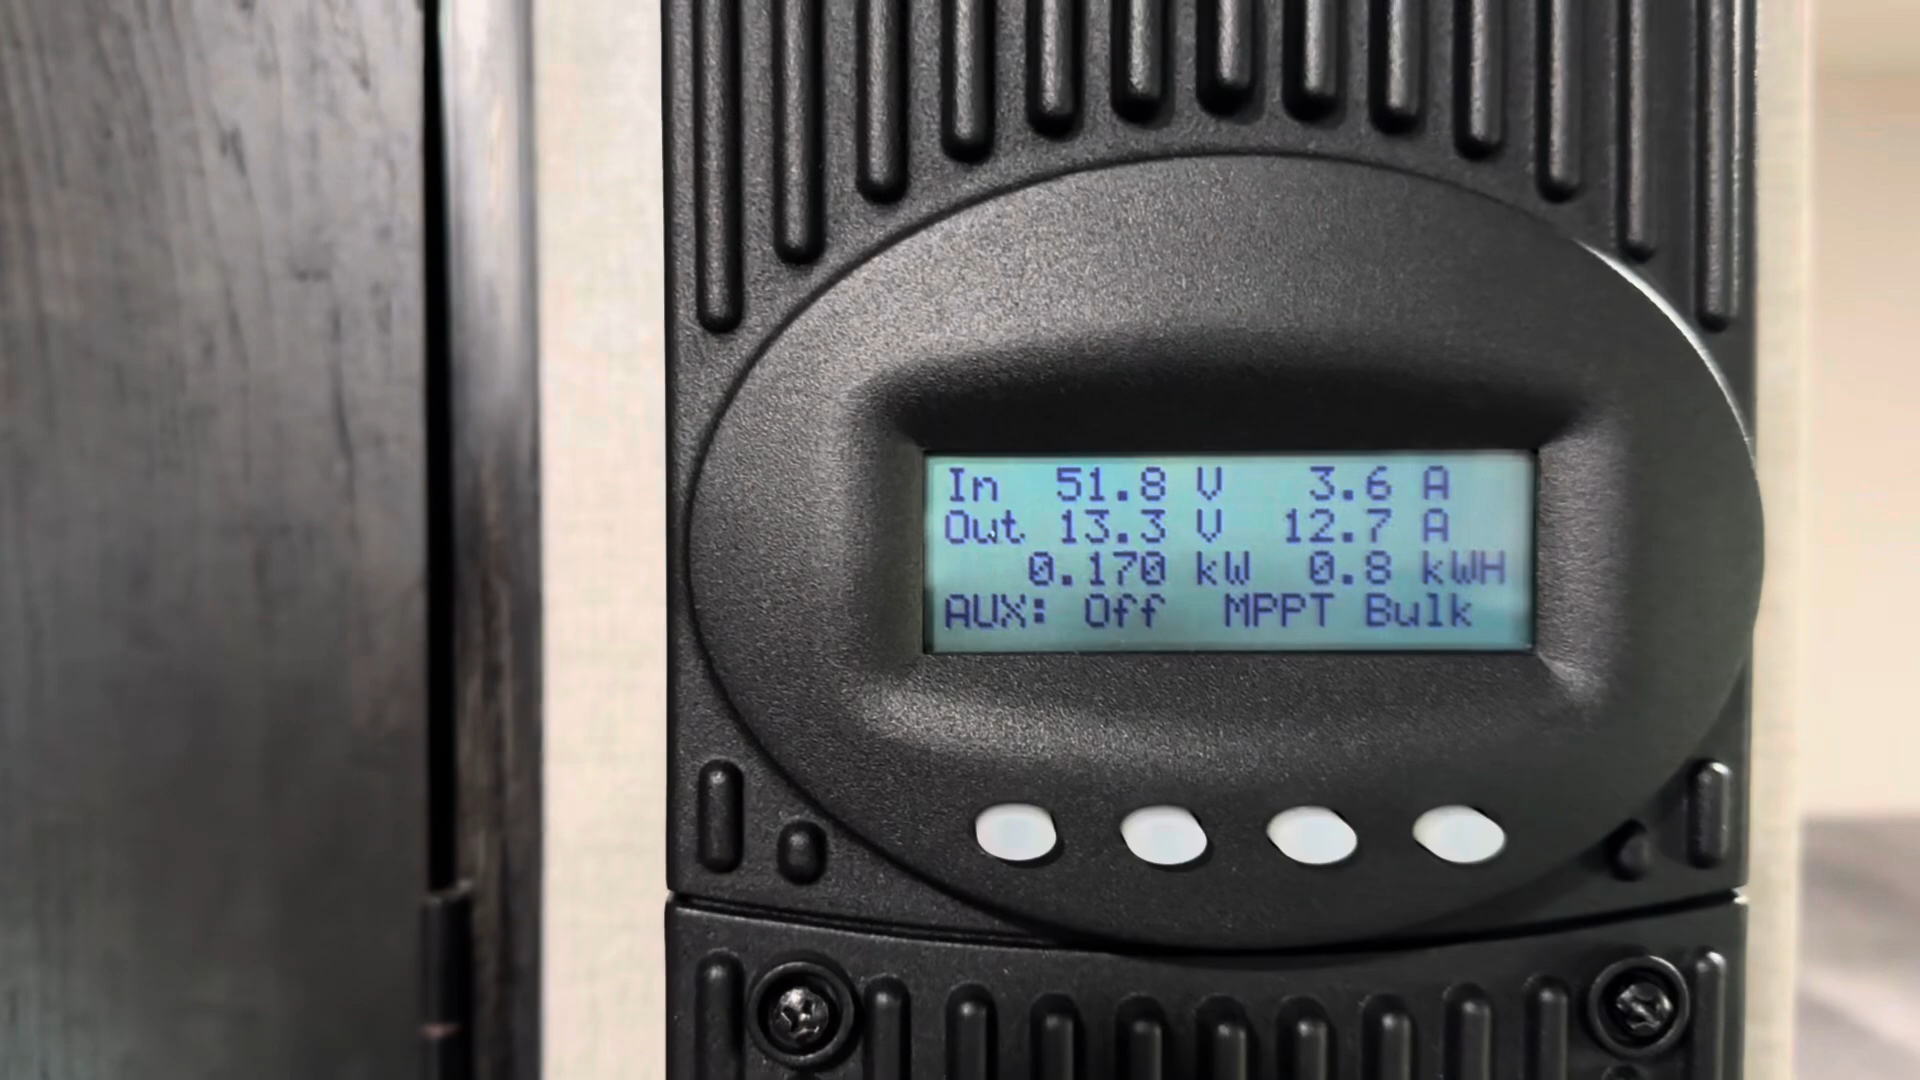 In 51.8 V 3.6 A
Out 13.3 V 12.7 A
0.170 kW 0.8 kWH
AUX: Off MPPT Bulk